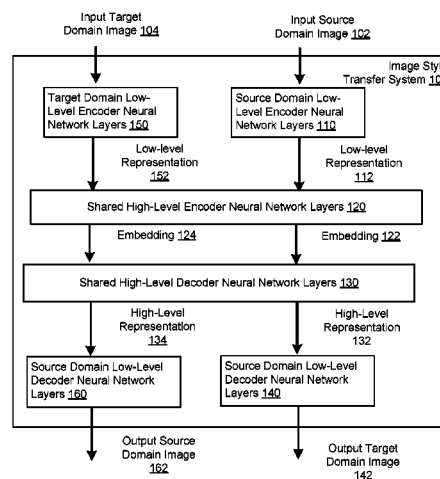 Input Target
Domain Image 104
Input Source
Domain Image 102
Image Styl
Transfer System 10
Target Domain Low-
Level Encoder Neural
Network Layers 150
Source Domain Low-
Level Encoder Neural
Network Layers 110
Low-level
Representation
152
Low-level
Representation
112
Shared High-Level Encoder Neural Network Layers 120
Embedding 124
Embedding 122
Shared High-Level Decoder Neural Network Layers 130
High-Level
Representation
134
High-Level
Representation
132
Source Domain Low-Level
Decoder Neural Network
Layers 160
Source Domain Low-Level
Decoder Neural Network
Layers 140
Output Source
Domain Image
162
Output Target
Domain Image
142